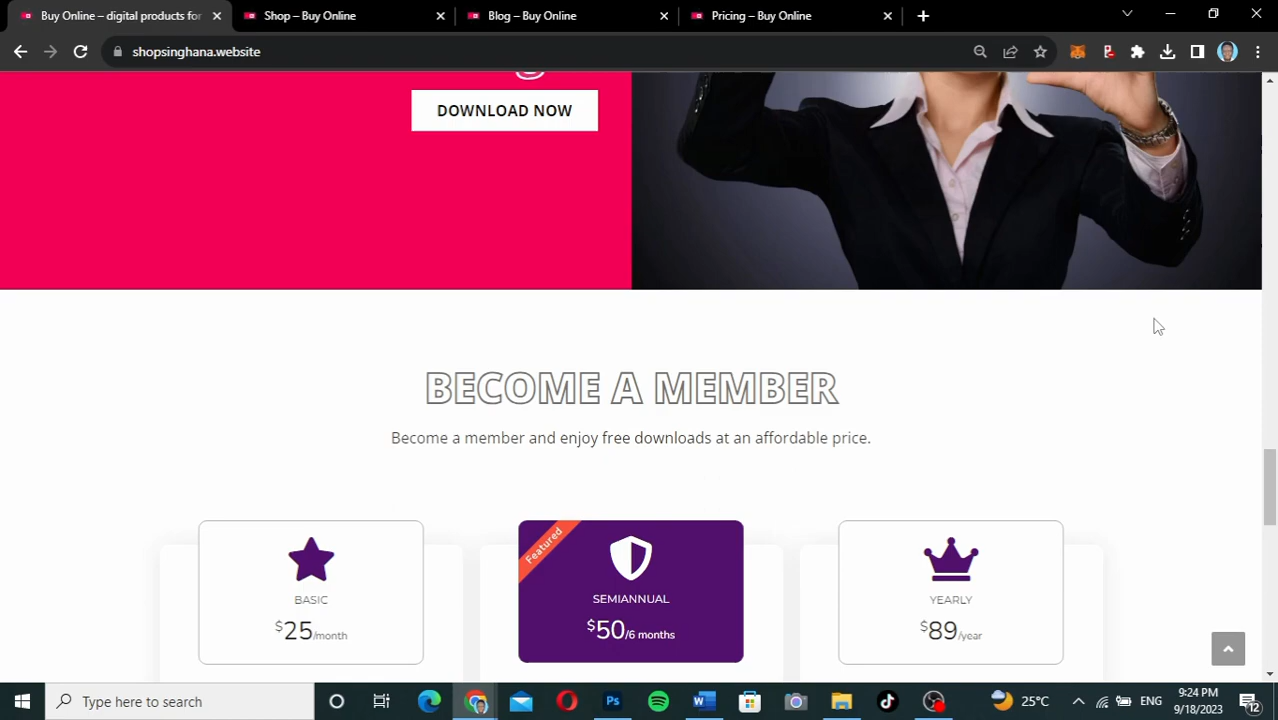 Buy Online – digital products for
Shop – Buy Online
Blog – Buy Online
Pricing – Buy Online
shopsinghana.website
DOWNLOAD NOW
BECOME A MEMBER
Become a member and enjoy free downloads at an affordable price.
BASIC
$25/month
Featured
SEMIANNUAL
$50/6 months
YEARLY
$89/year
Type here to search
25°C
ENG
9:24 PM
9/18/2023
12